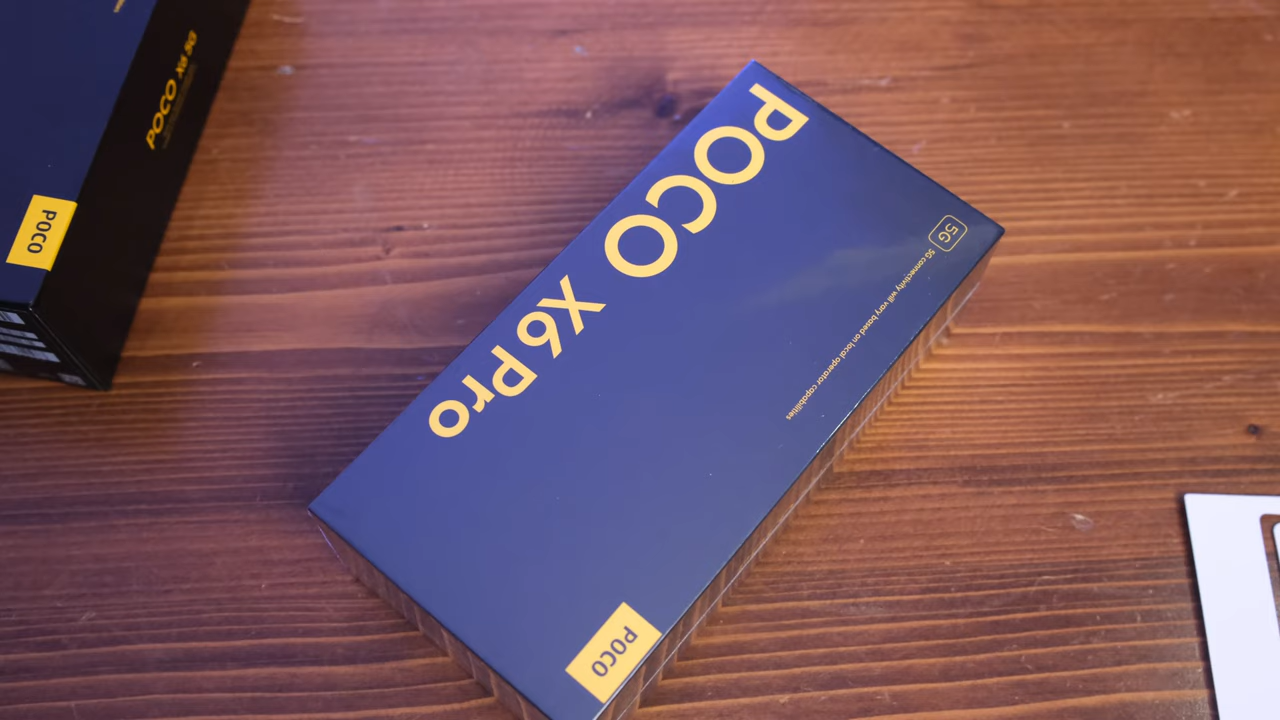 POCO X6 Pro
5G
5G connectivity will vary based on local operator capabilities
POCO
POCO X6 5G
POCO